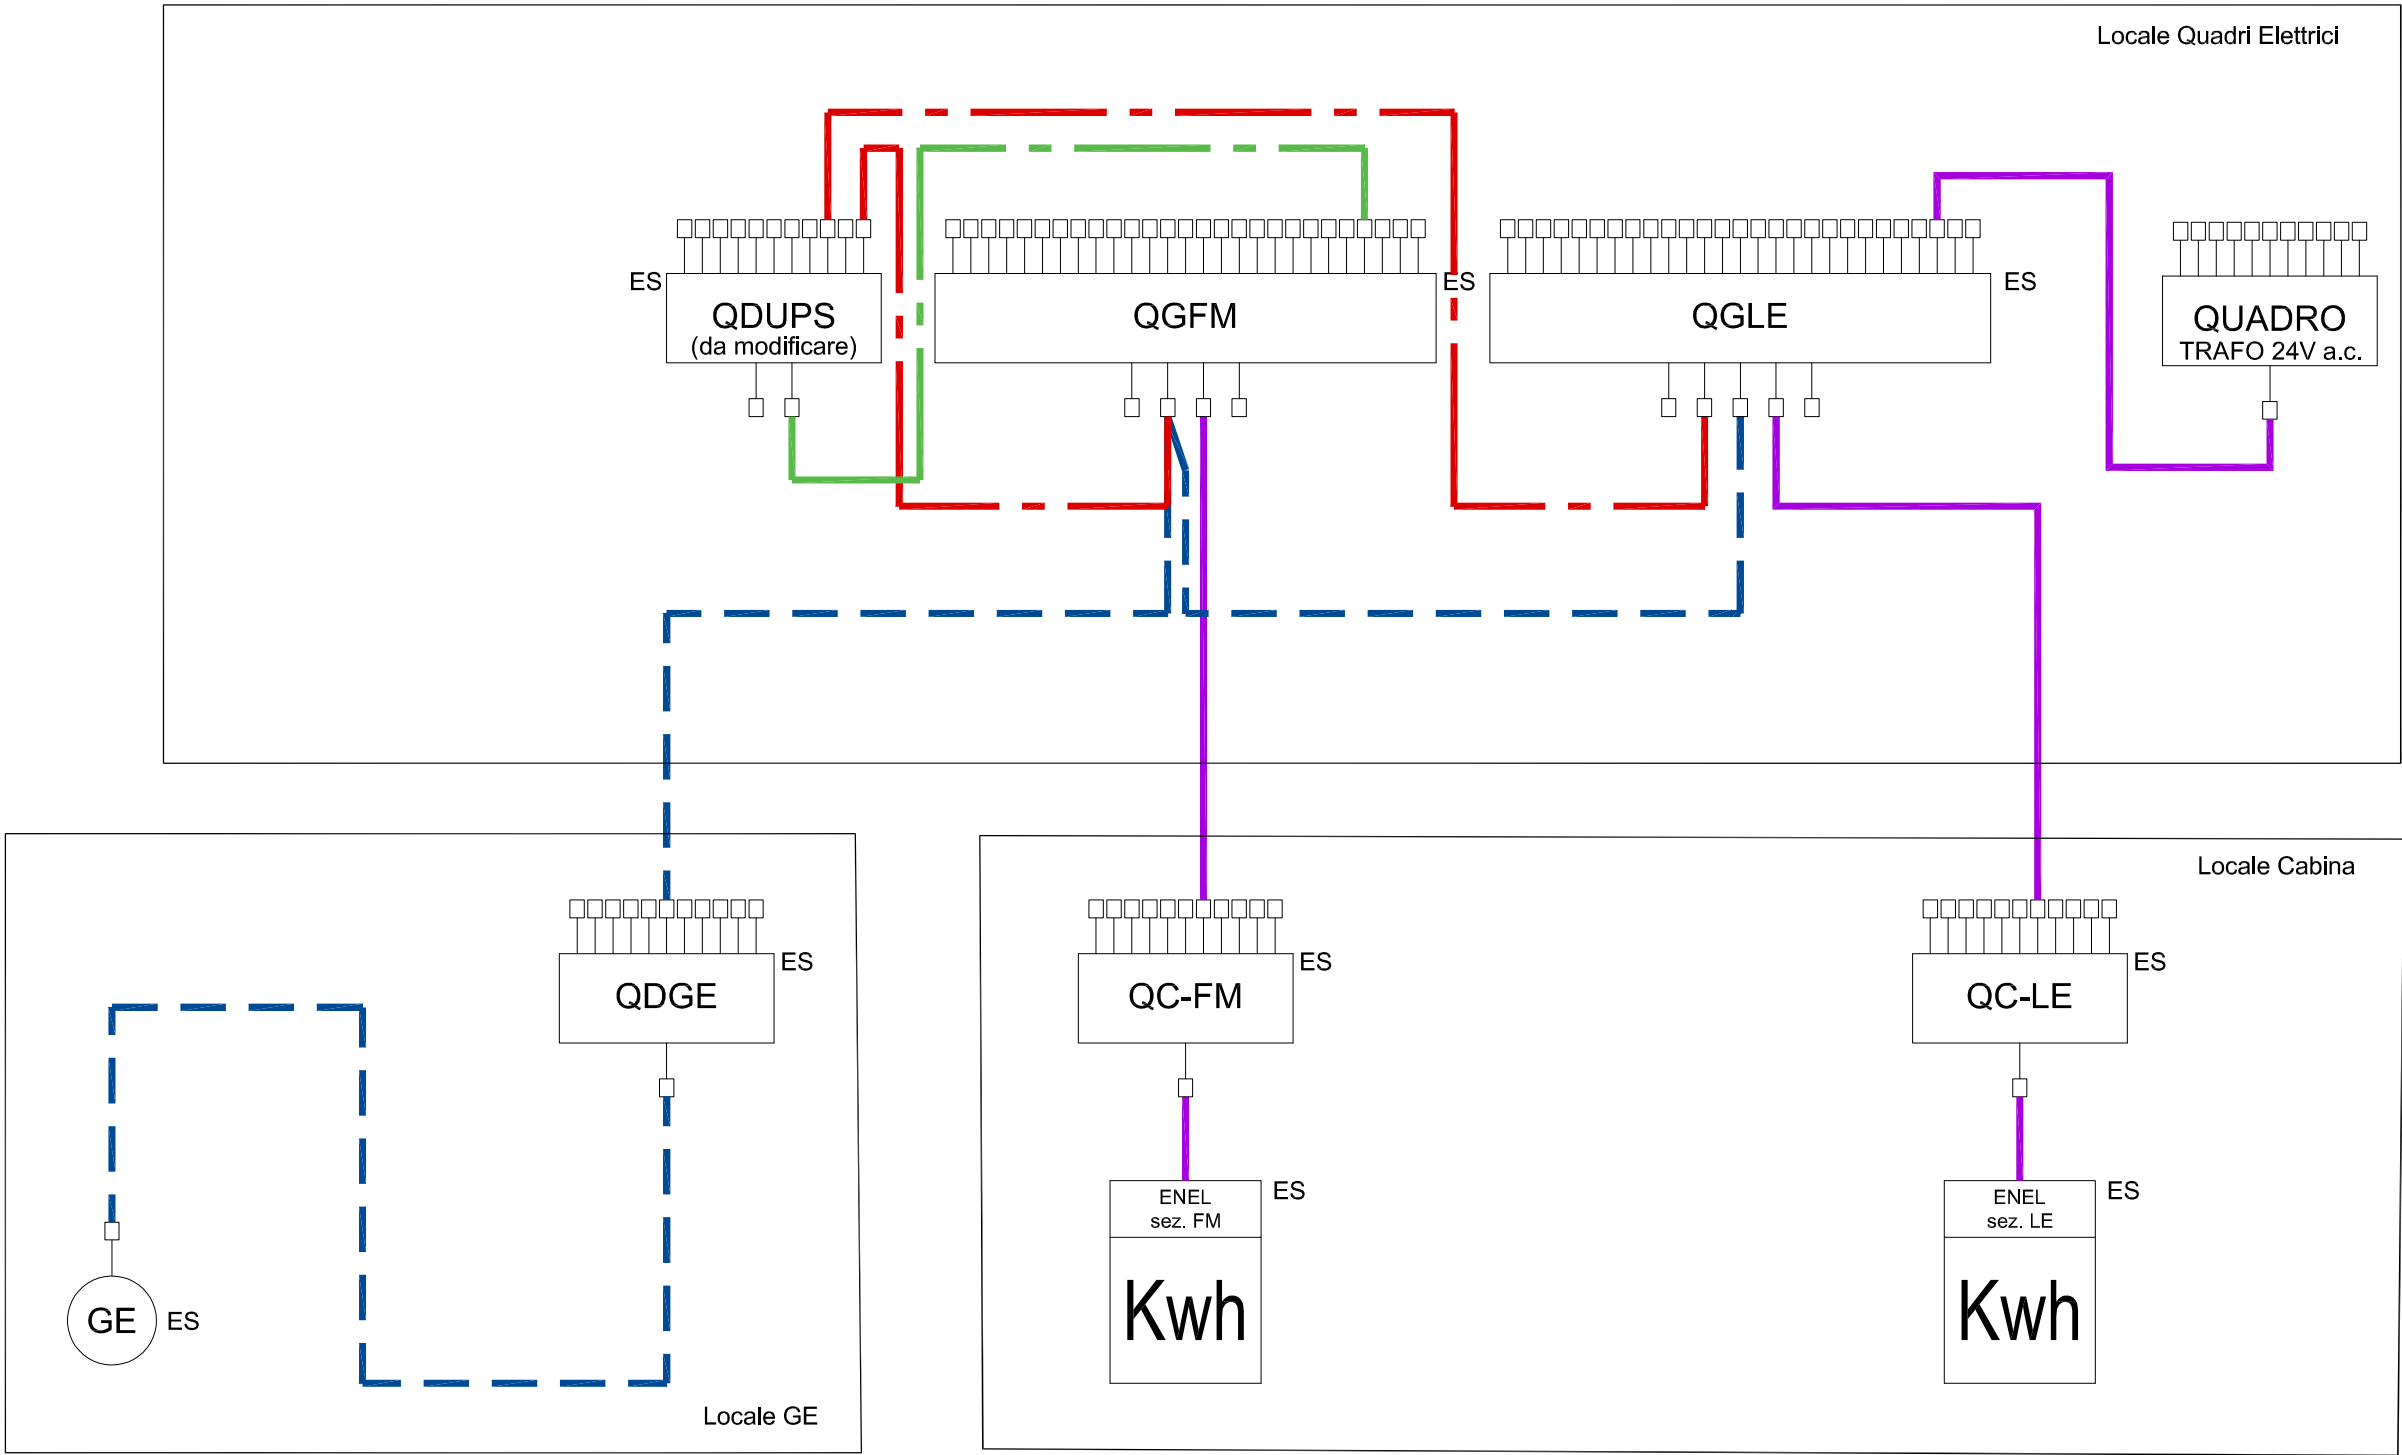 Locale Quadri Elettrici
ES
QDUPS
(da modificare)
QGFM
ES
QGLE
ES
QUADRO
TRAFO 24V a.c.
Locale Cabina
QDGE
ES
QC-FM
ES
QC-LE
ES
ENEL
sez. FM
Kwh
ES
ENEL
sez. LE
Kwh
ES
GE
ES
Locale GE